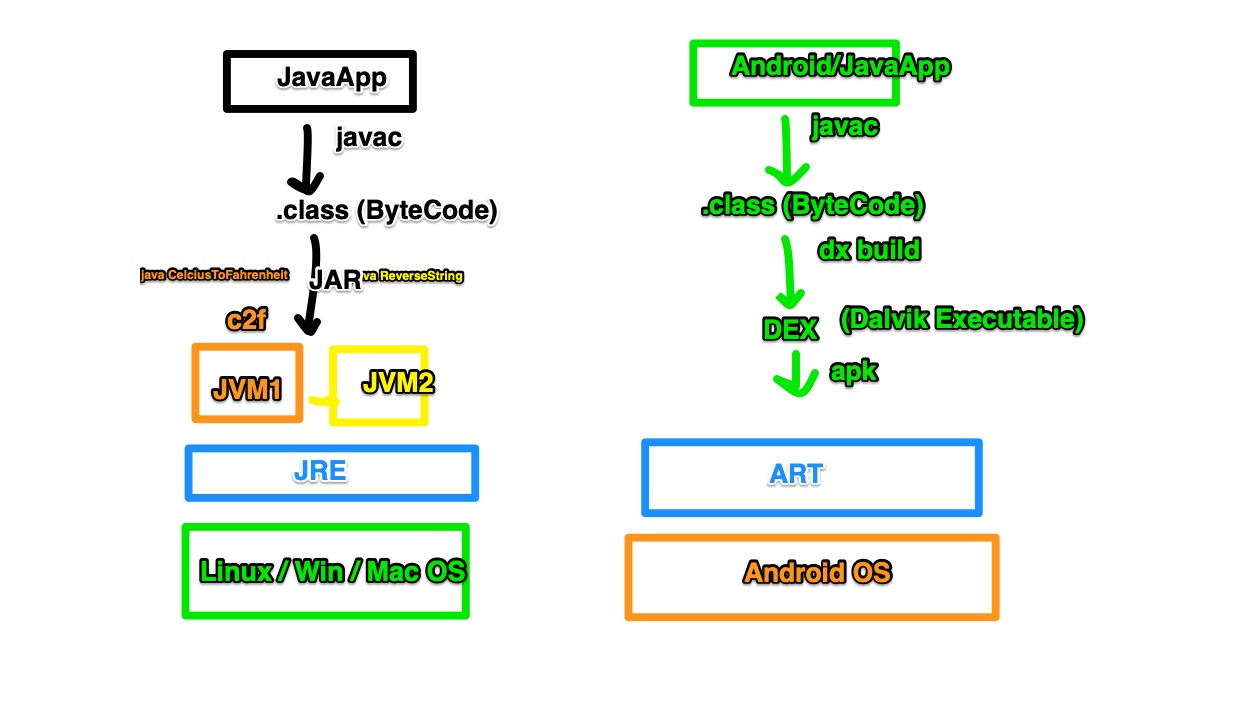 JavaApp
javac
.class (ByteCode)
java CelciusToFahrenheit
JAR
va ReverseString
c2f
JVM1
JVM2
JRE
Linux / Win / Mac OS
Android/JavaApp
javac
.class (ByteCode)
dx build
DEX (Dalvik Executable)
apk
ART
Android OS